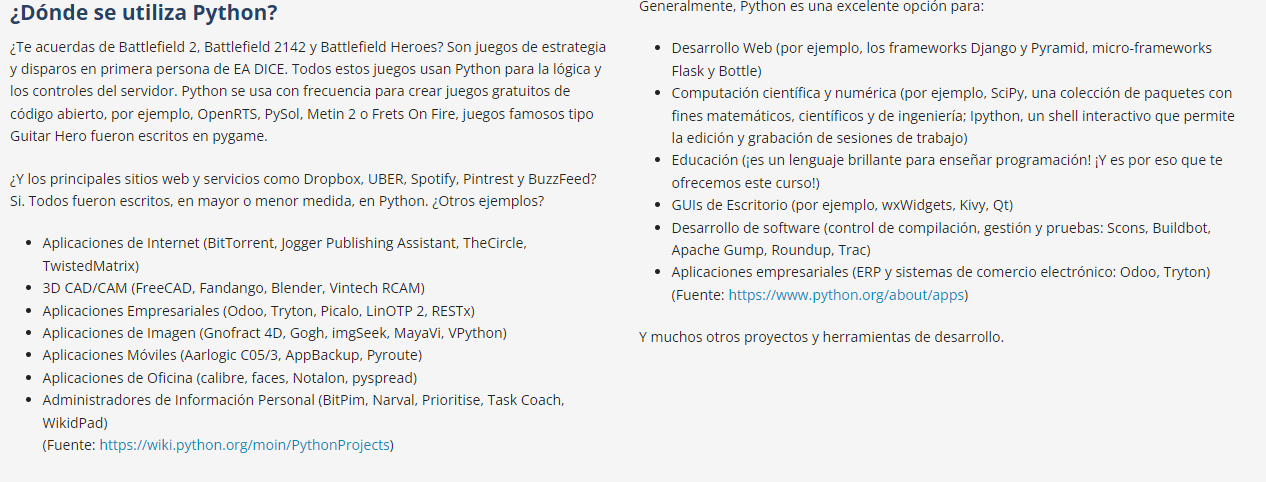 ¿Dónde se utiliza Python?
¿Te acuerdas de Battlefield 2, Battlefield 2142 y Battlefield Heroes? Son juegos de estrategia
y disparos en primera persona de EA DICE. Todos estos juegos usan Python para la lógica y
los controles del servidor. Python se usa con frecuencia para crear juegos gratuitos de
código abierto, por ejemplo, OpenRTS, PySol, Metin 2 o Frets On Fire, juegos famosos tipo
Guitar Hero fueron escritos en pygame.
¿Y los principales sitios web y servicios como Dropbox, UBER, Spotify, Pintrest y BuzzFeed?
Si. Todos fueron escritos, en mayor o menor medida, en Python. ¿Otros ejemplos?
• Aplicaciones de Internet (BitTorrent, Jogger Publishing Assistant, TheCircle,
TwistedMatrix)
• 3D CAD/CAM (FreeCAD, Fandango, Blender, Vintech RCAM)
• Aplicaciones Empresariales (Odoo, Tryton, Picalo, LinOTP 2, RESTx)
• Aplicaciones de Imagen (Gnofract 4D, Gogh, imgSeek, MayaVi, VPython)
• Aplicaciones Móviles (Aarlogic C05/3, AppBackup, Pyroute)
• Aplicaciones de Oficina (calibre, faces, Notalon, pyspread)
• Administradores de Información Personal (BitPim, Narval, Prioritise, Task Coach,
WikidPad)
(Fuente: https://wiki.python.org/moin/PythonProjects)
Generalmente, Python es una excelente opción para:
• Desarrollo Web (por ejemplo, los frameworks Django y Pyramid, micro-frameworks
Flask y Bottle)
• Computación científica y numérica (por ejemplo, SciPy, una colección de paquetes con
fines matemáticos, científicos y de ingeniería; Ipython, un shell interactivo que permite
la edición y grabación de sesiones de trabajo)
• Educación (¡es un lenguaje brillante para enseñar programación! ¡Y es por eso que te
ofrecemos este curso!)
• GUIs de Escritorio (por ejemplo, wxWidgets, Kivy, Qt)
• Desarrollo de software (control de compilación, gestión y pruebas: Scons, Buildbot,
Apache Gump, Roundup, Trac)
• Aplicaciones empresariales (ERP y sistemas de comercio electrónico: Odoo, Tryton)
(Fuente: https://www.python.org/about/apps)
Y muchos otros proyectos y herramientas de desarrollo.